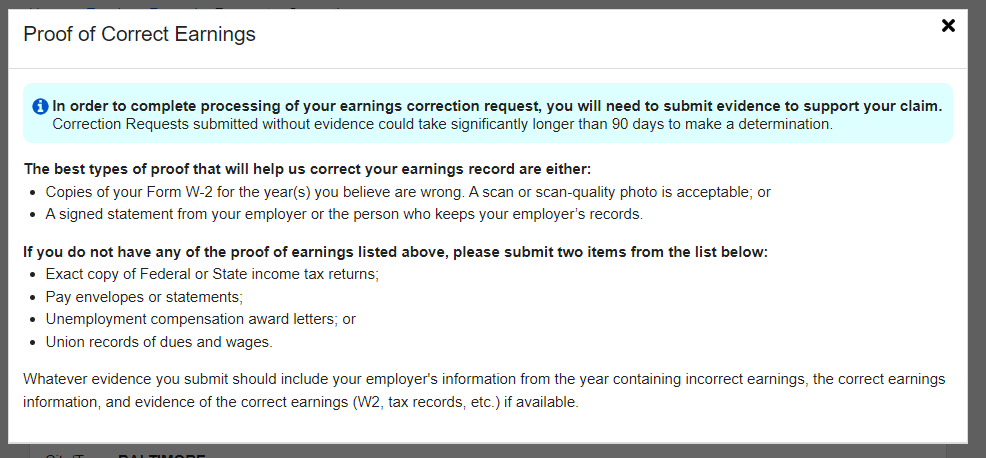 Proof of Correct Earnings
In order to complete processing of your earnings correction request, you will need to submit evidence to support your claim.
Correction Requests submitted without evidence could take significantly longer than 90 days to make a determination.
The best types of proof that will help us correct your earnings record are either:
• Copies of your Form W-2 for the year(s) you believe are wrong. A scan or scan-quality photo is acceptable; or
• A signed statement from your employer or the person who keeps your employer's records.
If you do not have any of the proof of earnings listed above, please submit two items from the list below:
• Exact copy of Federal or State income tax returns;
• Pay envelopes or statements;
• Unemployment compensation award letters; or
• Union records of dues and wages.
Whatever evidence you submit should include your employer's information from the year containing incorrect earnings, the correct earnings
information, and evidence of the correct earnings (W2, tax records, etc.) if available.
BALTIMORE